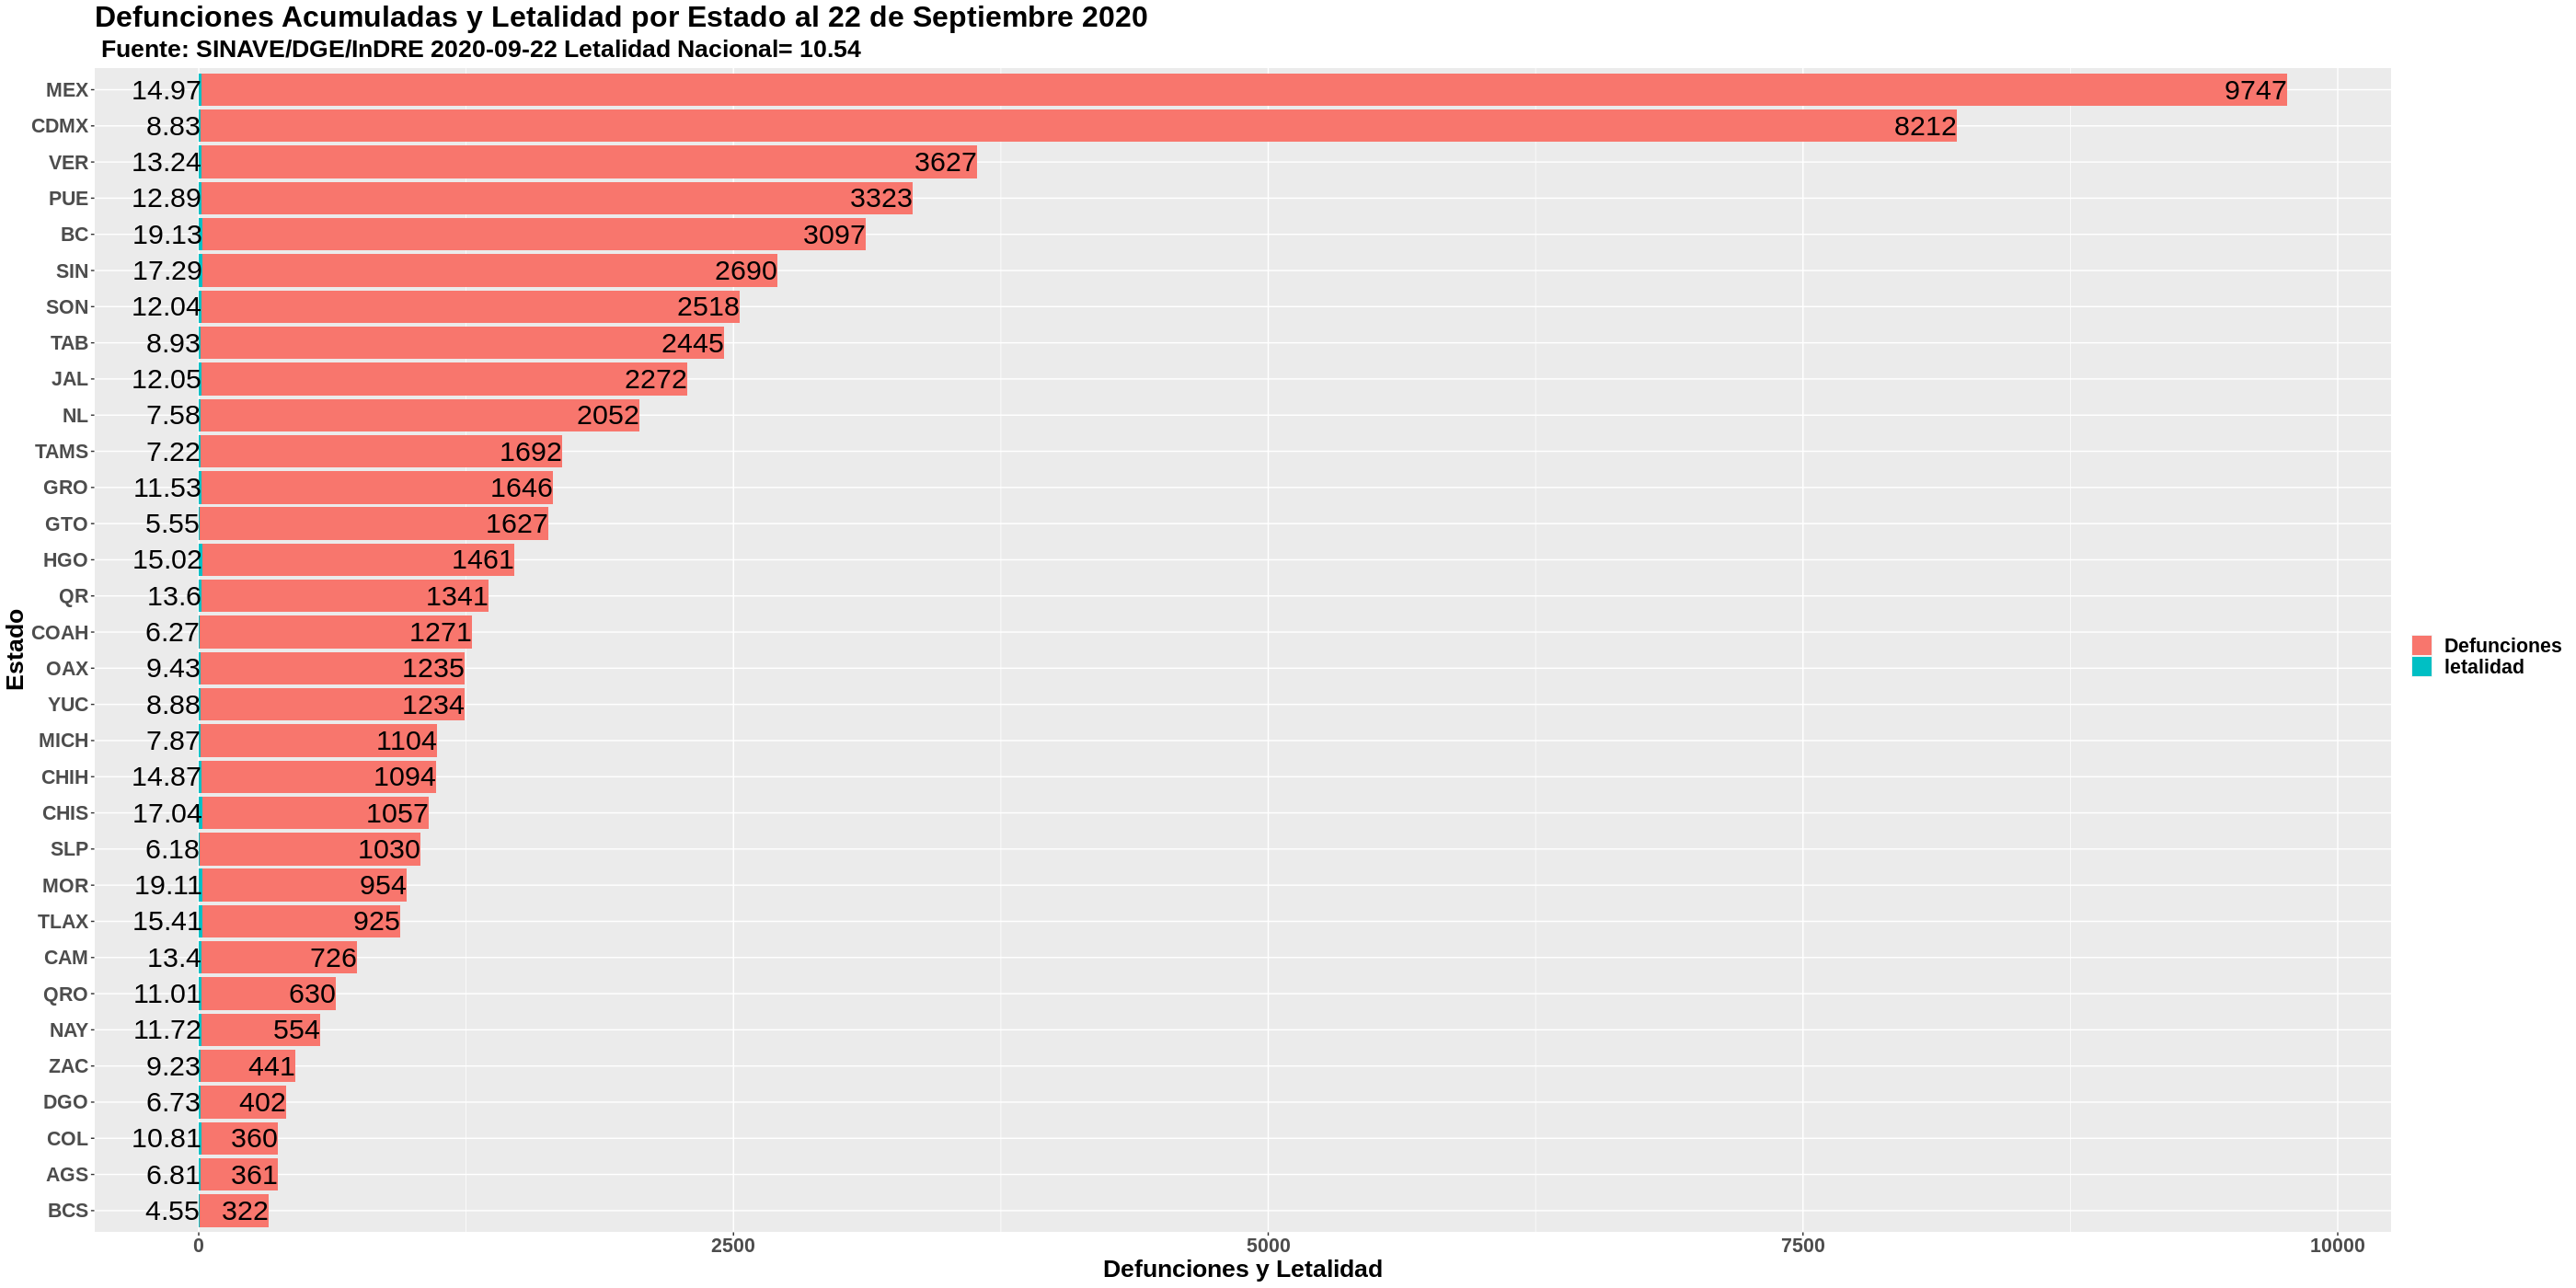 Defunciones Acumuladas y Letalidad por Estado al 22 de Septiembre 2020
Fuente: SINAVE/DGE/InDRE 2020-09-22 Letalidad Nacional= 10.54
MEX 14.97 9747
CDMX 8.83 8212
VER 13.24 3627
PUE 12.89 3323
BC 19.13 3097
SIN 17.29 2690
SON 12.04 2518
TAB 8.93 2445
JAL 12.05 2272
NL 7.58 2052
TAMS 7.22 1692
GRO 11.53 1646
GTO 5.55 1627
HGO 15.02 1461
QR 13.6 1341
COAH 6.27 1271
OAX 9.43 1235
YUC 8.88 1234
MICH 7.87 1104
CHIH 14.87 1094
CHIS 17.04 1057
SLP 6.18 1030
MOR 19.11 954
TLAX 15.41 925
CAM 13.4 726
QRO 11.01 630
NAY 11.72 554
ZAC 9.23 441
DGO 6.73 402
COL 10.81 360
AGS 6.81 361
BCS 4.55 322
0 2500 5000 7500 10000
Defunciones y Letalidad
Estado
Defunciones
letalidad